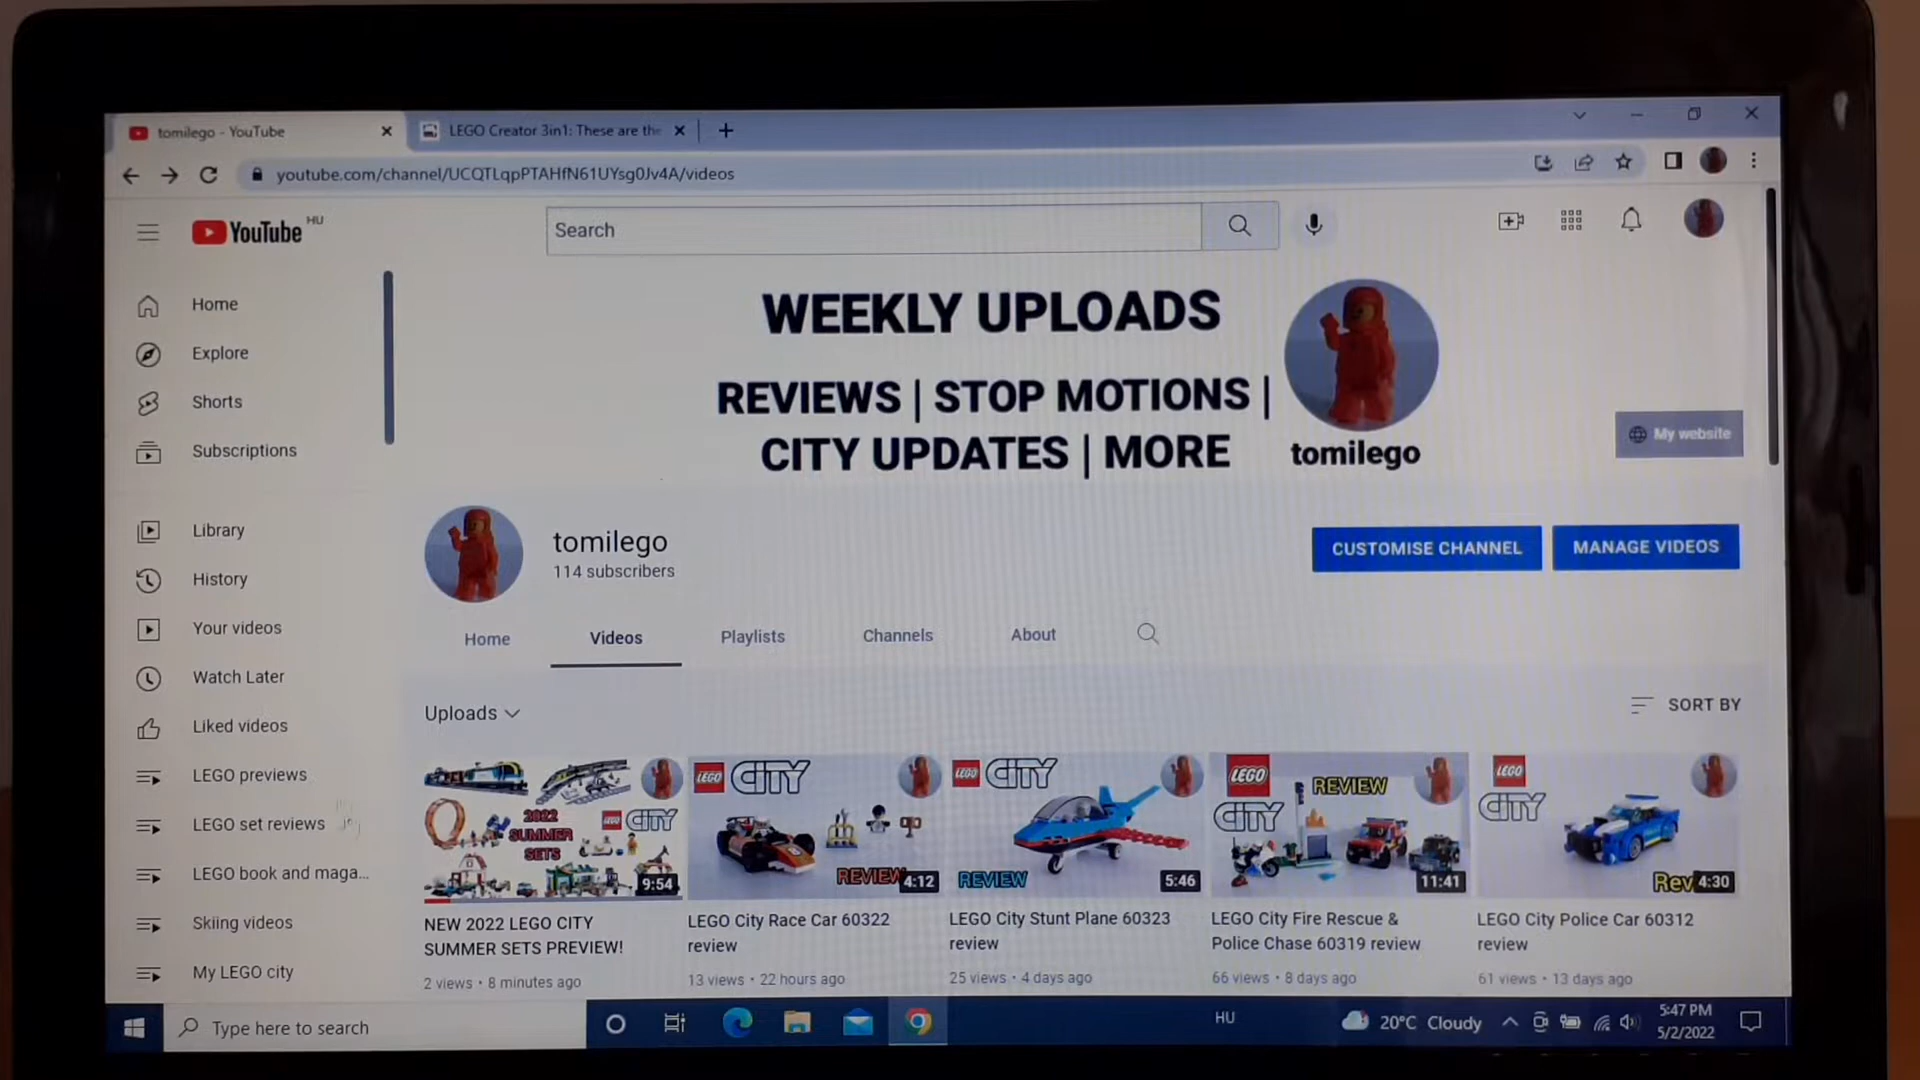 tomilego - YouTube
LEGO Creator 3in1: These are the
youtube.com/channel/UCQTLqpPTAHfN61UYsg0Jv4A/videos
YouTube HU
Search
Home
Explore
Shorts
Subscriptions
Library
History
Your videos
Watch Later
Liked videos
LEGO previews
LEGO set reviews
LEGO book and maga...
Skiing videos
My LEGO city
WEEKLY UPLOADS
REVIEWS | STOP MOTIONS |
CITY UPDATES | MORE
tomilego
My website
tomilego
114 subscribers
CUSTOMISE CHANNEL
MANAGE VIDEOS
Home
Videos
Playlists
Channels
About
Uploads
SORT BY
2022
SUMMER
SETS
LEGO CITY
9:54
NEW 2022 LEGO CITY
SUMMER SETS PREVIEW!
2 views • 8 minutes ago
LEGO CITY
REVIEW
4:12
LEGO City Race Car 60322
review
13 views • 22 hours ago
LEGO CITY
REVIEW
5:46
LEGO City Stunt Plane 60323
review
25 views • 4 days ago
LEGO
CITY
REVIEW
11:41
LEGO City Fire Rescue &
Police Chase 60319 review
66 views • 8 days ago
LEGO
CITY
Rev
4:30
LEGO City Police Car 60312
review
61 views • 13 days ago
Type here to search
HU
20°C Cloudy
5:47 PM
5/2/2022